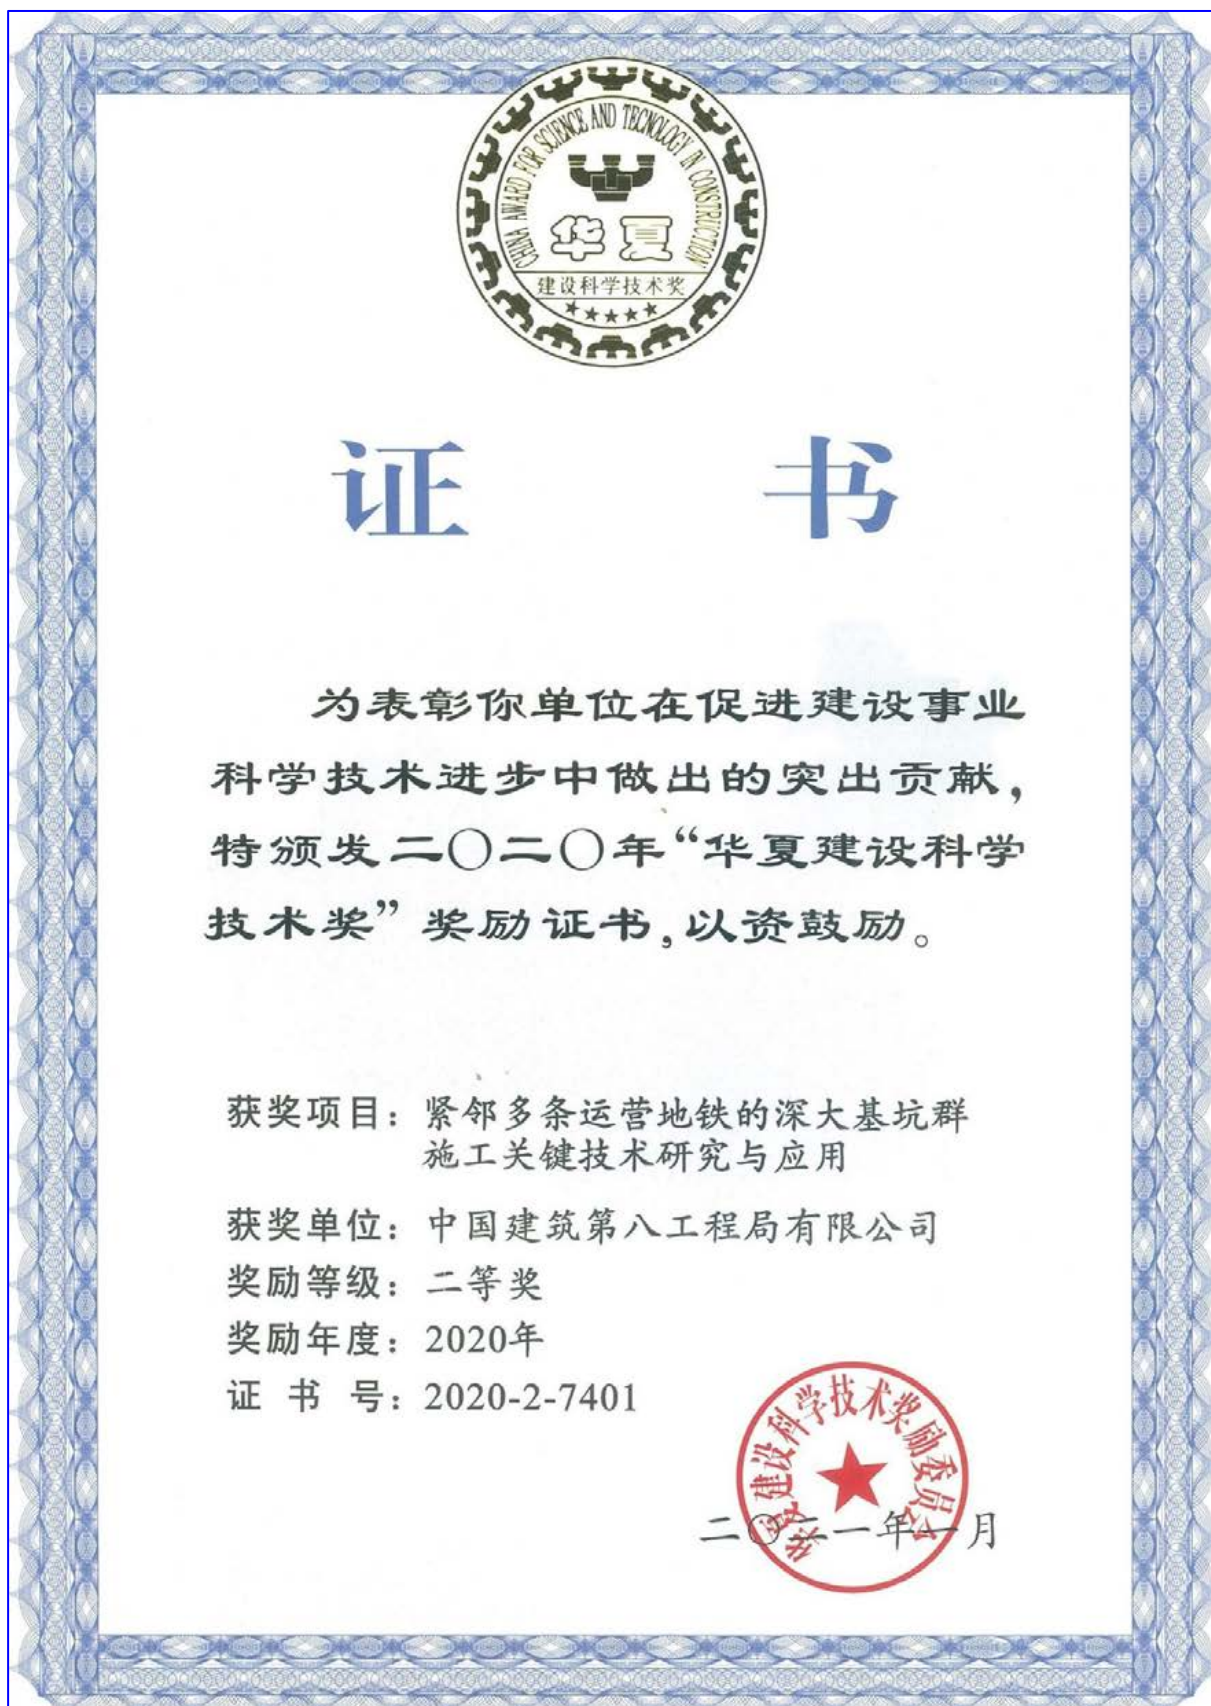 CHINA AWARD FOR SCIENCE AND TECNOLOGY IN CONSTRUCTION
华夏
建设科学技术奖
证 书
为表彰你单位在促进建设事业
科学技术进步中做出的突出贡献，
特颁发二〇二〇年“华夏建设科学
技术奖”奖励证书，以资鼓励。
获奖项目：紧邻多条运营地铁的深大基坑群
施工关键技术研究与应用
获奖单位：中国建筑第八工程局有限公司
奖励等级：二等奖
奖励年度：2020年
证 书 号：2020-2-7401
华夏建设科学技术奖励委员会
二〇二一年一月